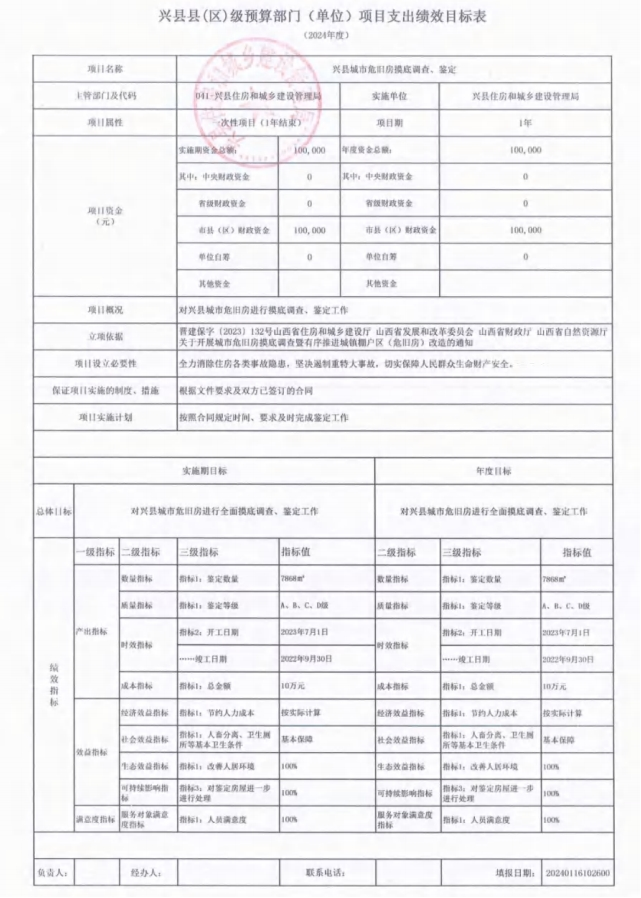 兴县县(区)级预算部门（单位）项目支出绩效目标表
（2024年度）
项目名称 兴县城市危旧房摸底调查、鉴定
主管部门及代码 041-兴县住房和城乡建设管理局 实施单位 兴县住房和城乡建设管理局
项目属性 一次性项目（1年结束） 项目期 1年
项目资金
（元）
实施期资金总额： 100,000 年度资金总额： 100,000
其中：中央财政资金 0 其中：中央财政资金 0
省级财政资金 0 省级财政资金 0
市县（区）财政资金 100,000 市县（区）财政资金 100,000
单位自筹 0 单位自筹 0
其他资金 其他资金
项目概况 对兴县城市危旧房进行摸底调查、鉴定工作
立项依据 晋建保字〔2023〕132号山西省住房和城乡建设厅 山西省发展和改革委员会 山西省财政厅 山西省自然资源厅
关于开展城市危旧房摸底调查暨有序推进城镇棚户区（危旧房）改造的通知
项目设立必要性 全力消除住房各类事故隐患，坚决遏制重特大事故，切实保障人民群众生命财产安全。
保证项目实施的制度、措施 根据文件要求及双方已签订的合同
项目实施计划 按照合同规定时间、要求及时完成鉴定工作
实施期目标 年度目标
总体目标 对兴县城市危旧房进行全面摸底调查、鉴定工作 对兴县城市危旧房进行全面摸底调查、鉴定工作
绩效指标
一级指标 二级指标 三级指标 指标值 二级指标 三级指标 指标值
产出指标
数量指标 指标1：鉴定数量 7868㎡ 数量指标 指标1：鉴定数量 7868㎡
质量指标 指标1：鉴定等级 A、B、C、D级 质量指标 指标1：鉴定等级 A、B、C、D级
时效指标 指标2：开工日期 2023年7月1日 时效指标 指标2：开工日期 2023年7月1日
……竣工日期 2022年9月30日 ……竣工日期 2022年9月30日
成本指标 指标1：总金额 10万元 成本指标 指标1：总金额 10万元
效益指标
经济效益指标 指标1：节约人力成本 按实际计算 经济效益指标 指标1：节约人力成本 按实际计算
社会效益指标 指标1：人畜分离、卫生厕所等基本卫生条件 基本保障 社会效益指标 指标1：人畜分离、卫生厕所等基本卫生条件 基本保障
生态效益指标 指标1：改善人居环境 100% 生态效益指标 指标1：改善人居环境 100%
可持续影响指标 指标3：对鉴定房屋进一步进行处理 100% 可持续影响指标 指标3：对鉴定房屋进一步进行处理 100%
满意度指标 服务对象满意度指标 指标1：人员满意度 100% 服务对象满意度指标 指标1：人员满意度 100%
负责人： 经办人： 联系电话： 填报日期： 20240116102600